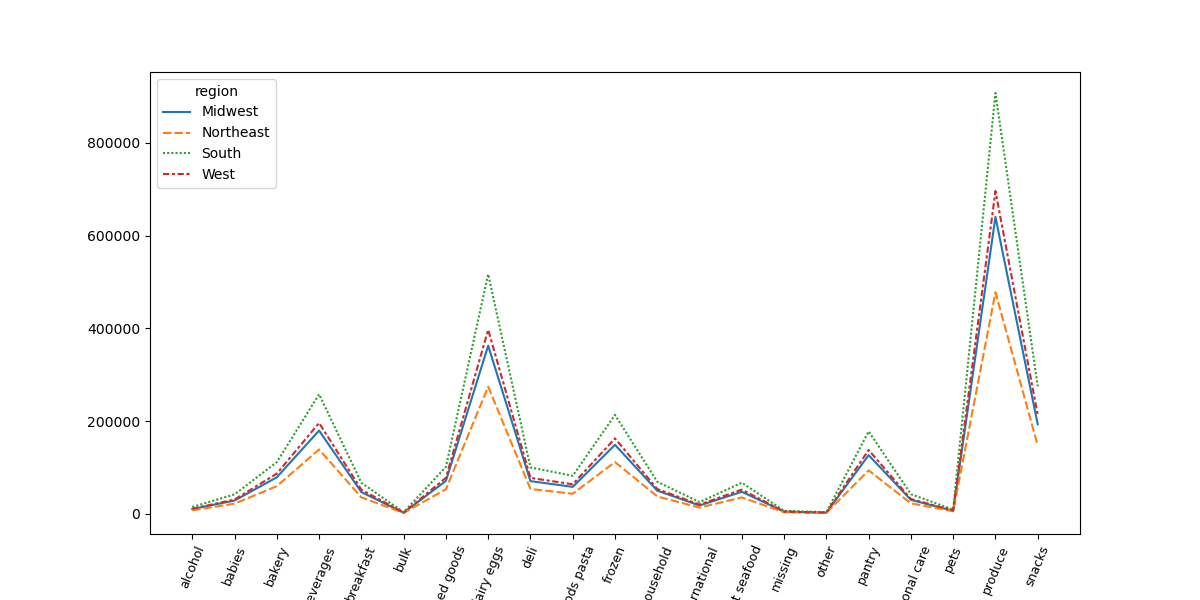 region
Midwest
Northeast
South
West
800000
600000
400000
200000
0
alcohol
babies
bakery
everages
breakfast
bulk
ed goods
airy eggs
deli
ods pasta
frozen
ousehold
rnational
t seafood
missing
other
pantry
onal care
pets
produce
snacks